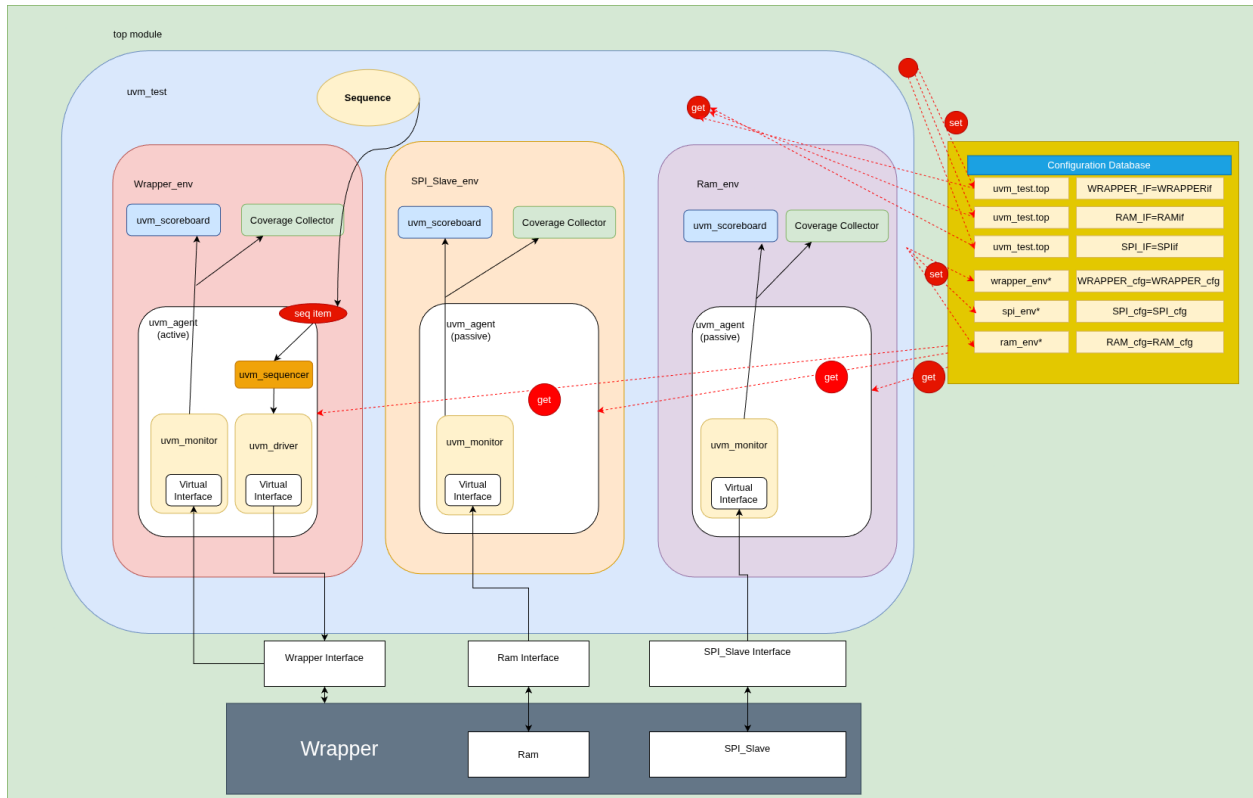 top module
uvm_test
Sequence
get
set
Configuration Database
uvm_test.top
WRAPPER_IF=WRAPPERif
uvm_test.top
RAM_IF=RAMif
uvm_test.top
SPI_IF=SPIif
set
wrapper_env*
WRAPPER_cfg=WRAPPER_cfg
spi_env*
SPI_cfg=SPI_cfg
ram_env*
RAM_cfg=RAM_cfg
Wrapper_env
uvm_scoreboard
Coverage Collector
seq item
uvm_agent
(active)
uvm_sequencer
uvm_monitor
Virtual
Interface
uvm_driver
Virtual
Interface
SPI_Slave_env
uvm_scoreboard
Coverage Collector
uvm_agent
(passive)
get
uvm_monitor
Virtual
Interface
Ram_env
uvm_scoreboard
Coverage Collector
uvm_agent
(passive)
get
get
uvm_monitor
Virtual
Interface
Wrapper Interface
Ram Interface
SPI_Slave Interface
Wrapper
Ram
SPI_Slave